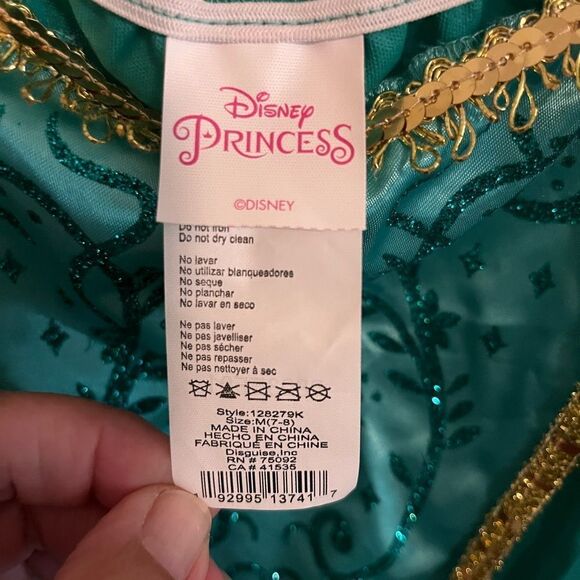 Disney
PRINCESS
©DISNEY
Do not iron
Do not dry clean
No lavar
No utilizar blanqueadores
No seque
No planchar
No lavar en seco
Ne pas laver
Ne pas javelliser
Ne pas sécher
Ne pas repasser
Ne pas nettoyer à sec
Style:128279K
Size:M(7-8)
MADE IN CHINA
HECHO EN CHINA
FABRIQUÉ EN CHINE
Disguise,Inc
RN # 75092
CA# 41535
92995 13741 7